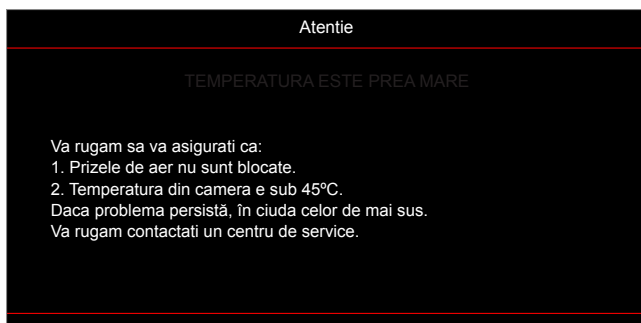 Atentie
TEMPERATURA ESTE PREA MARE
Va rugam sa va asigurati ca:
1. Prizele de aer nu sunt blocate.
2. Temperatura din camera e sub 45ºC.
Daca problema persistă, în ciuda celor de mai sus.
Va rugam contactati un centru de service.